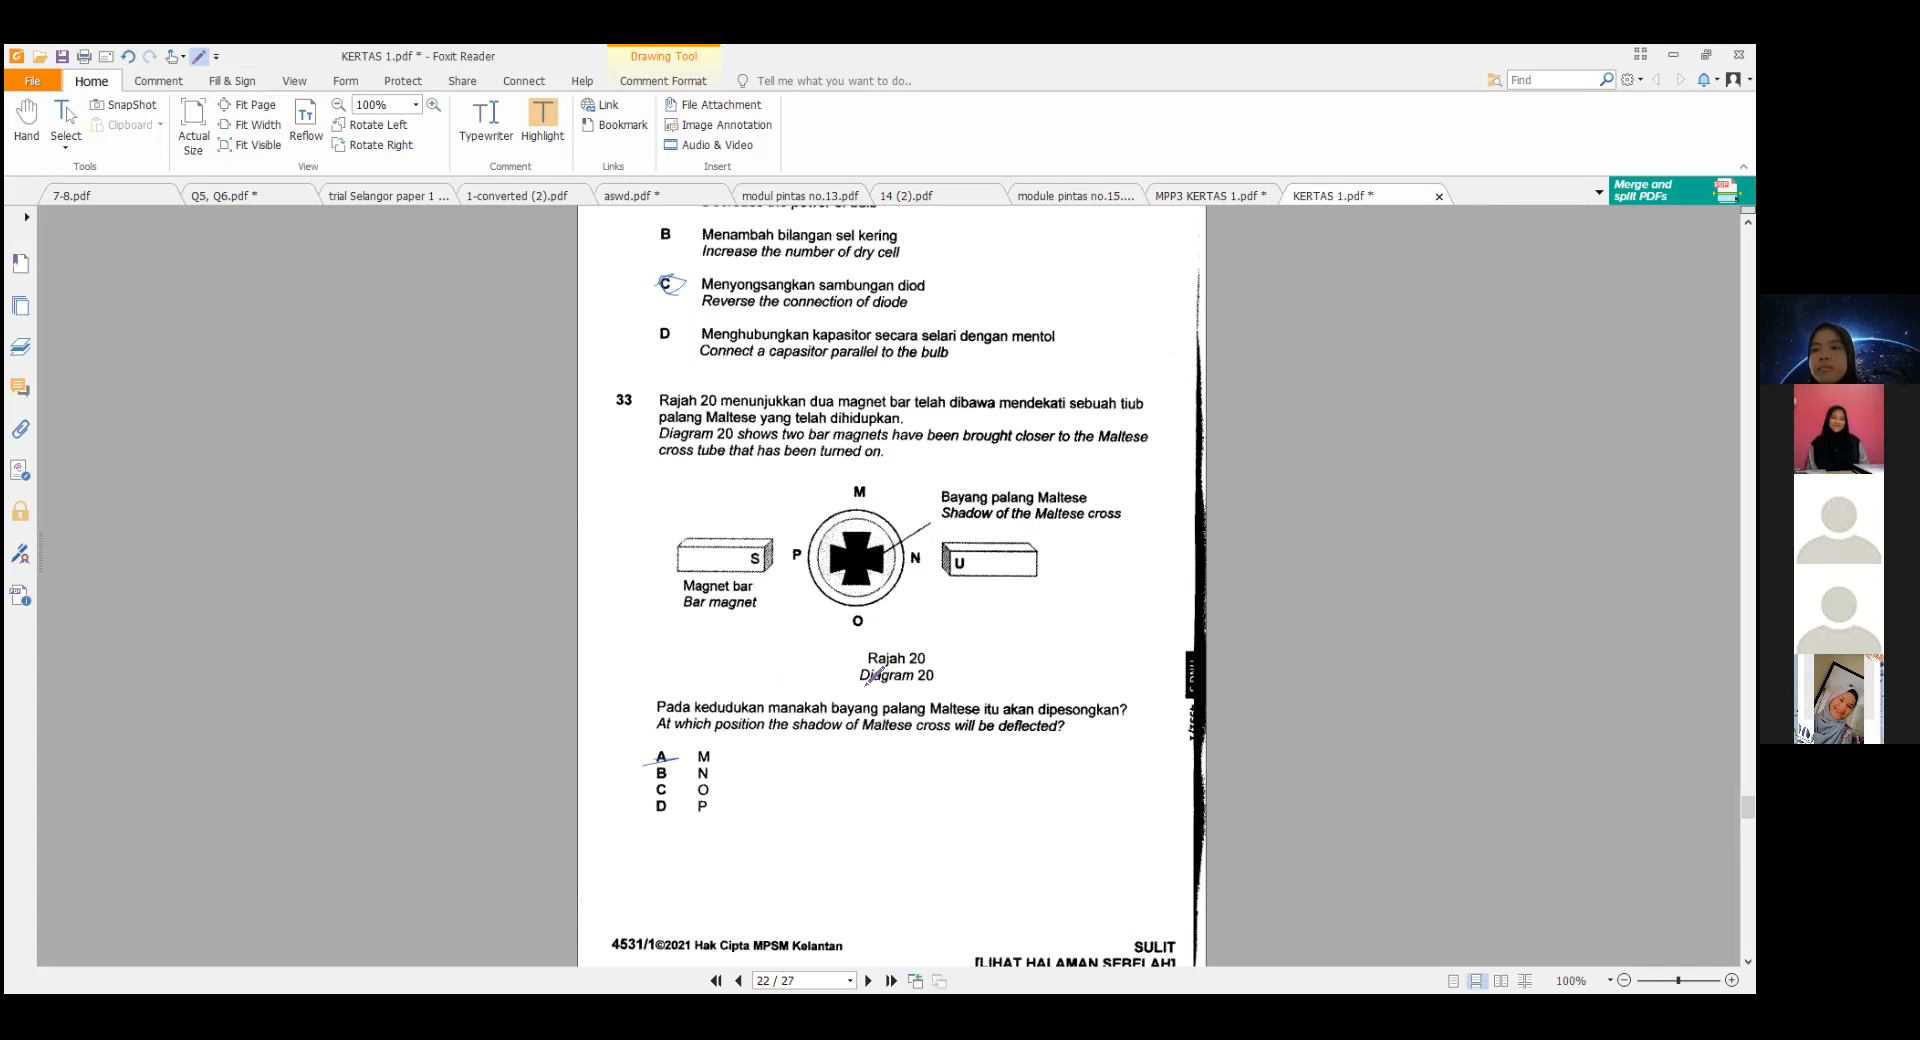 KERTAS 1.pdf * - Foxit Reader
Drawing Tool
File Home Comment Fill & Sign View Form Protect Share Connect Help Comment Format Tell me what you want to do..
Find
Hand
Select
SnapShot
Clipboard
Tools
Actual Size
Fit Page
Fit Width
Fit Visible
Reflow
100%
Rotate Left
Rotate Right
View
Typewriter
Highlight
Comment
Link
Bookmark
Links
File Attachment
Image Annotation
Audio & Video
Insert
7-8.pdf
Q5, Q6.pdf *
trial Selangor paper 1 ...
1-converted (2).pdf
aswd.pdf *
modul pintas no.13.pdf
14 (2).pdf
module pintas no.15....
MPP3 KERTAS 1.pdf *
KERTAS 1.pdf *
Merge and
split PDFs
B Menambah bilangan sel kering
Increase the number of dry cell
C Menyongsangkan sambungan diod
Reverse the connection of diode
D Menghubungkan kapasitor secara selari dengan mentol
Connect a capasitor parallel to the bulb
33 Rajah 20 menunjukkan dua magnet bar telah dibawa mendekati sebuah tiub
palang Maltese yang telah dihidupkan.
Diagram 20 shows two bar magnets have been brought closer to the Maltese
cross tube that has been turned on.
M
Bayang palang Maltese
Shadow of the Maltese cross
S P N U
Magnet bar
Bar magnet
O
Rajah 20
Diagram 20
Pada kedudukan manakah bayang palang Maltese itu akan dipesongkan?
At which position the shadow of Maltese cross will be deflected?
A M
B N
C O
D P
4531/1©2021 Hak Cipta MPSM Kelantan
SULIT
[LIHAT HALAMAN SEBELAH]
22 / 27
100%